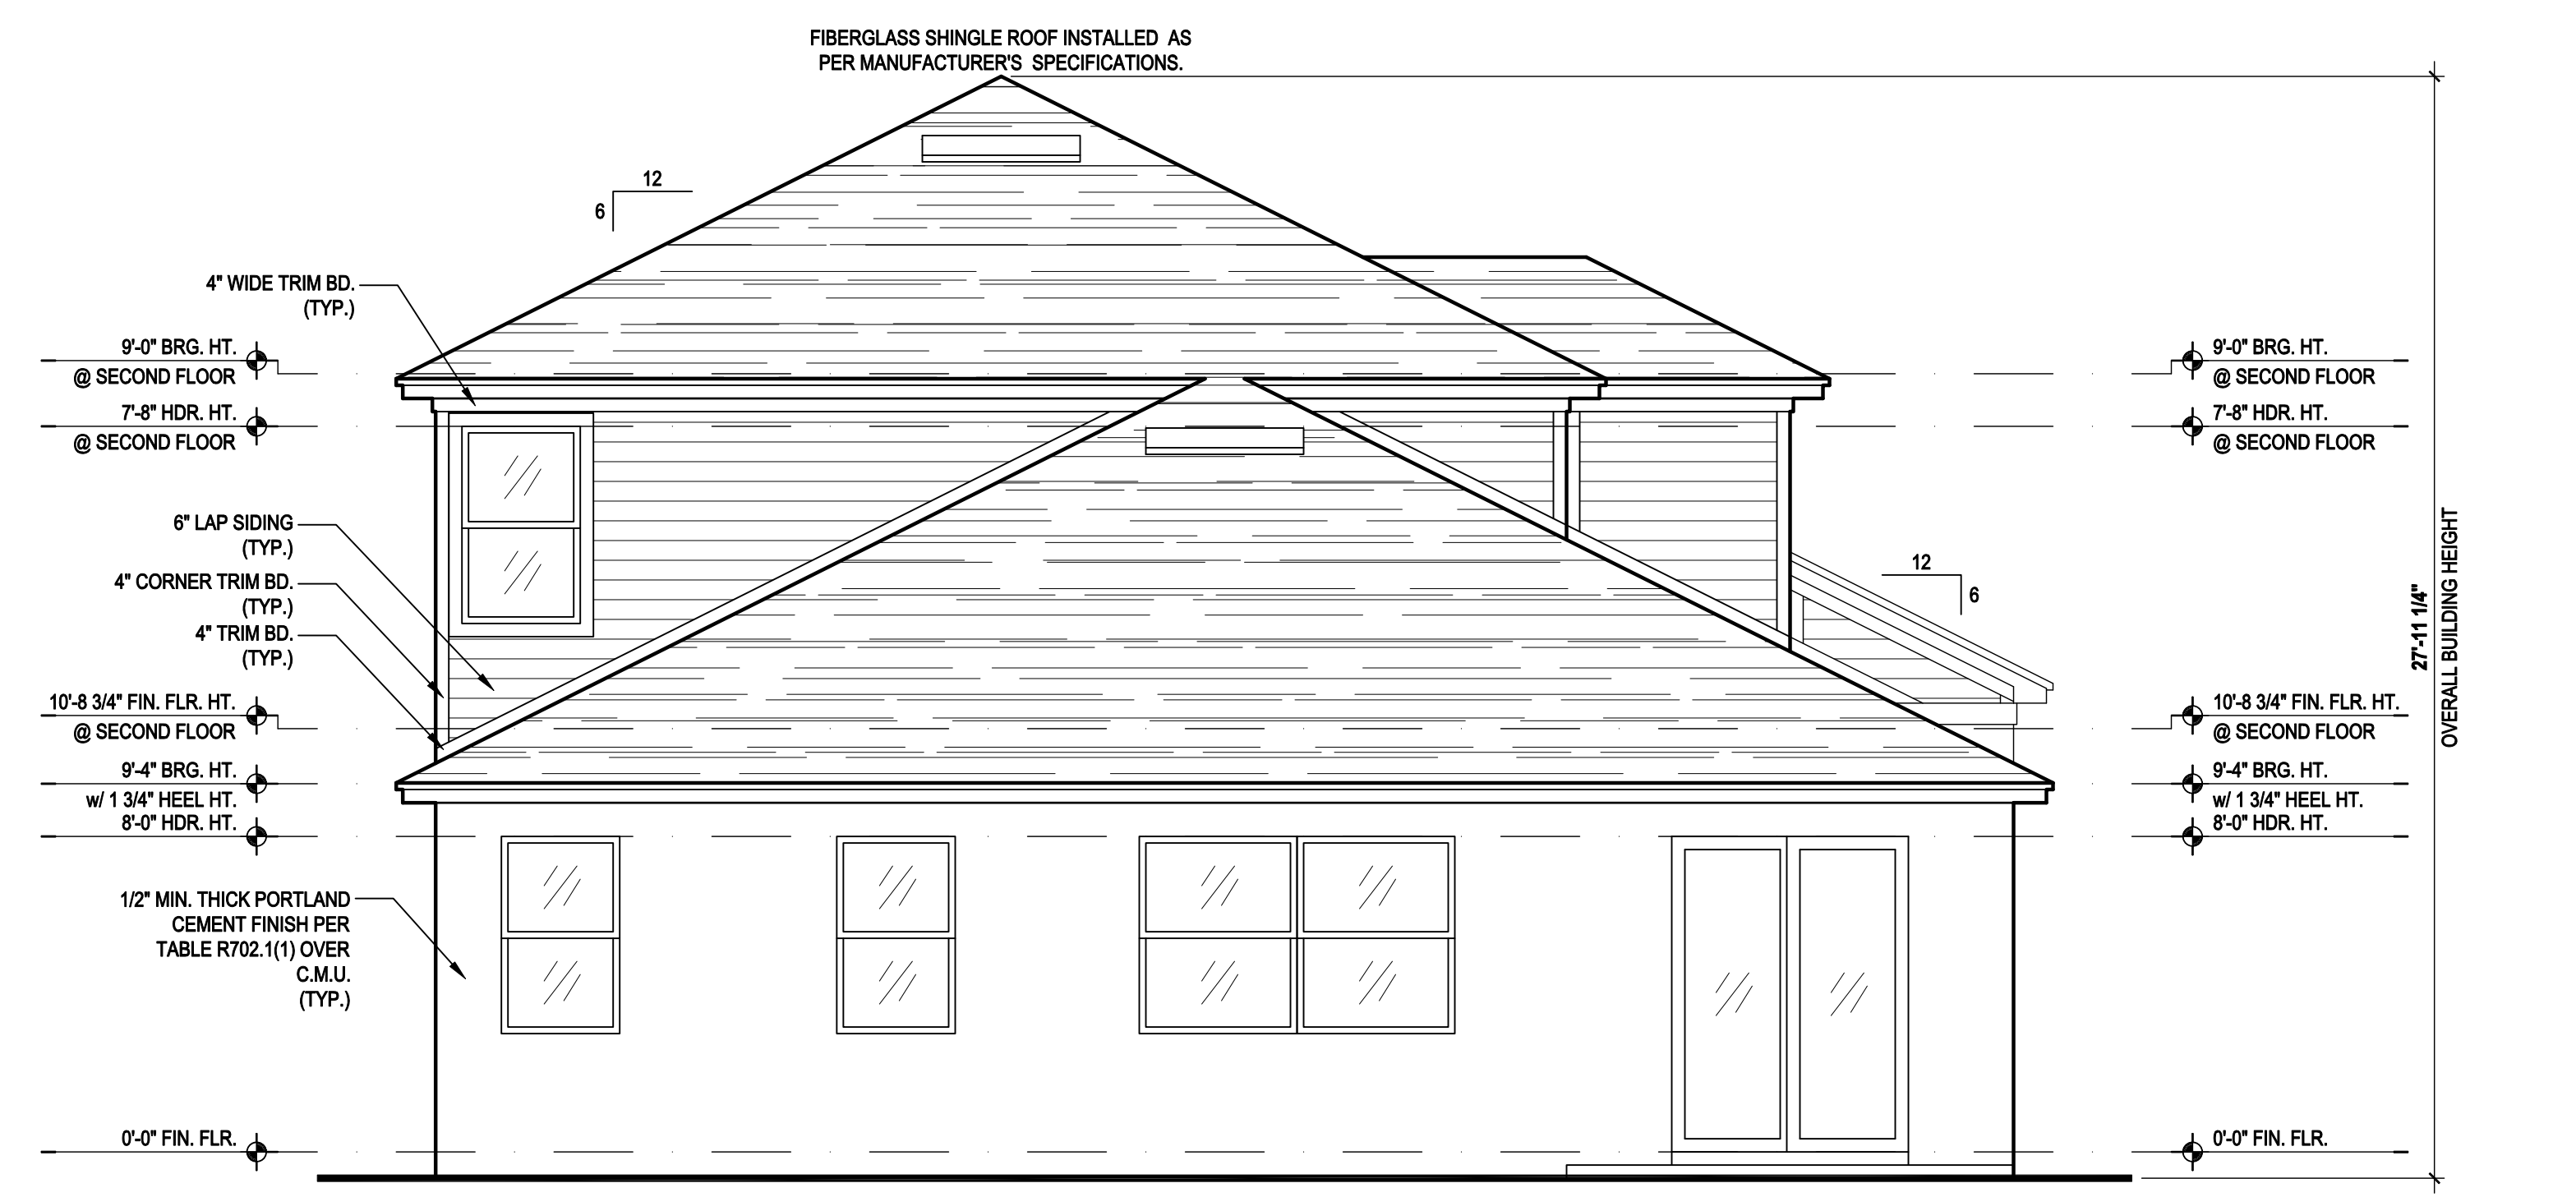 FIBERGLASS SHINGLE ROOF INSTALLED AS
PER MANUFACTURER'S SPECIFICATIONS.
12
6
4" WIDE TRIM BD.
(TYP.)
9'-0" BRG. HT.
@ SECOND FLOOR
7'-8" HDR. HT.
@ SECOND FLOOR
6" LAP SIDING
(TYP.)
4" CORNER TRIM BD.
(TYP.)
4" TRIM BD.
(TYP.)
10'-8 3/4" FIN. FLR. HT.
@ SECOND FLOOR
9'-4" BRG. HT.
w/ 1 3/4" HEEL HT.
8'-0" HDR. HT.
1/2" MIN. THICK PORTLAND
CEMENT FINISH PER
TABLE R702.1(1) OVER
C.M.U.
(TYP.)
0'-0" FIN. FLR.
9'-0" BRG. HT.
@ SECOND FLOOR
7'-8" HDR. HT.
@ SECOND FLOOR
12
6
10'-8 3/4" FIN. FLR. HT.
@ SECOND FLOOR
9'-4" BRG. HT.
w/ 1 3/4" HEEL HT.
8'-0" HDR. HT.
0'-0" FIN. FLR.
27'-11 1/4"
OVERALL BUILDING HEIGHT